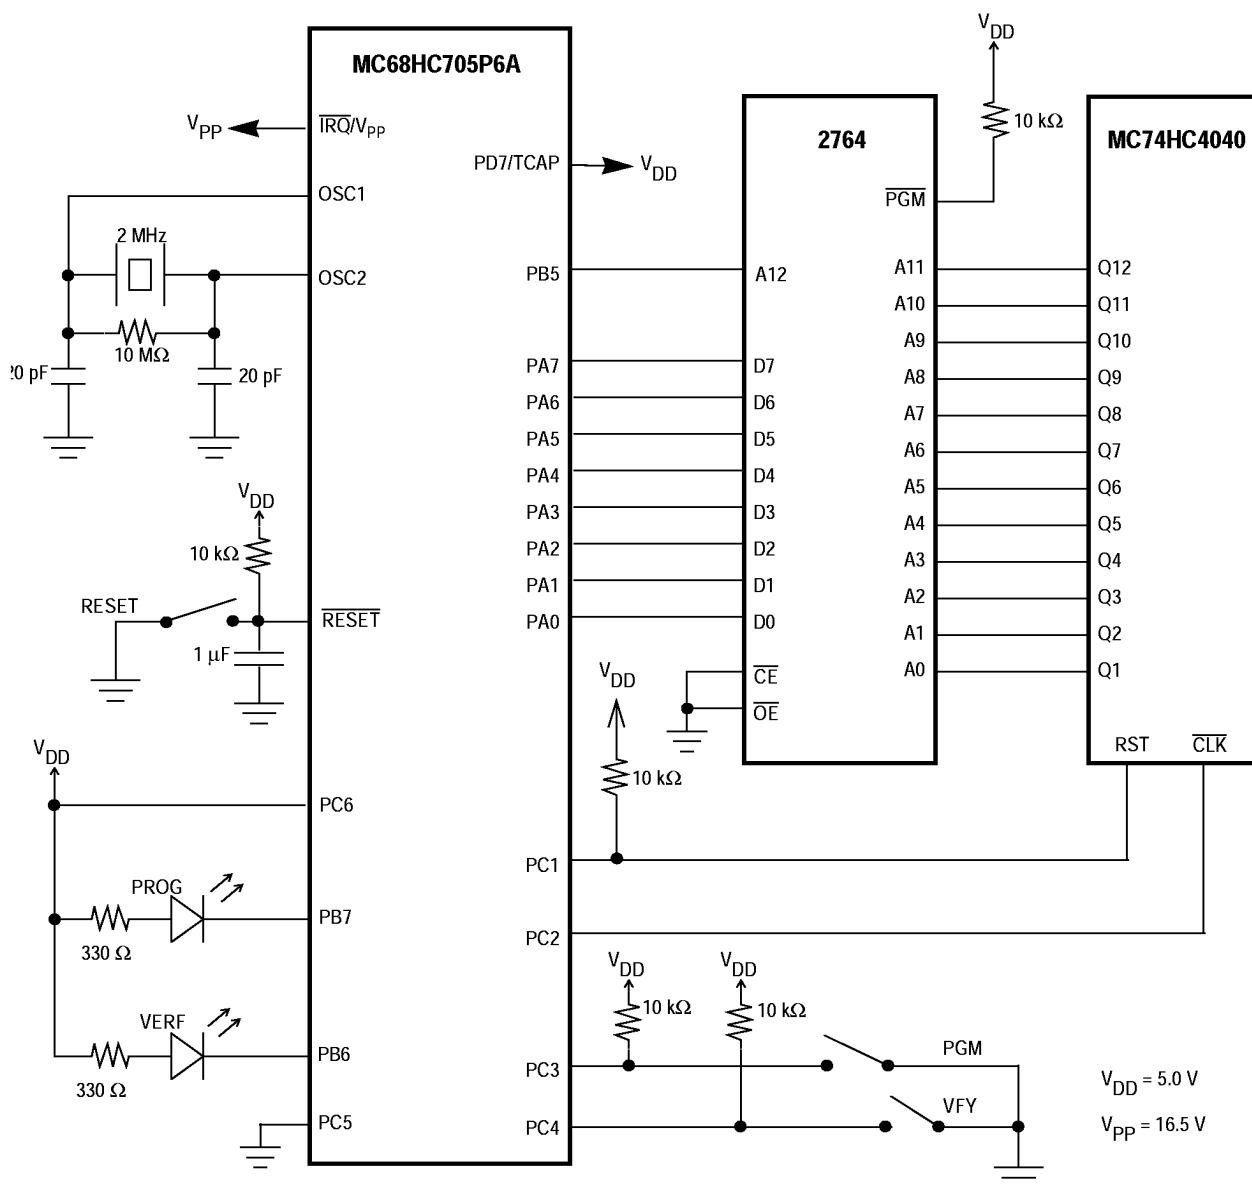 MC68HC705P6A
VPP
IRQ/VPP
PD7/TCAP
VDD
OSC1
2 MHz
OSC2
10 MΩ
20 pF
20 pF
VDD
10 kΩ
RESET
RESET
1 µF
VDD
PC6
PROG
PB7
330 Ω
VERF
PB6
330 Ω
PC5
PB5
PA7
PA6
PA5
PA4
PA3
PA2
PA1
PA0
PC1
PC2
PC3
PC4
2764
VDD
10 kΩ
PGM
A12
D7
D6
D5
D4
D3
D2
D1
D0
CE
OE
A11
A10
A9
A8
A7
A6
A5
A4
A3
A2
A1
A0
MC74HC4040
Q12
Q11
Q10
Q9
Q8
Q7
Q6
Q5
Q4
Q3
Q2
Q1
RST
CLK
VDD
10 kΩ
VDD
10 kΩ
VDD
10 kΩ
PGM
VFY
VDD = 5.0 V
VPP = 16.5 V